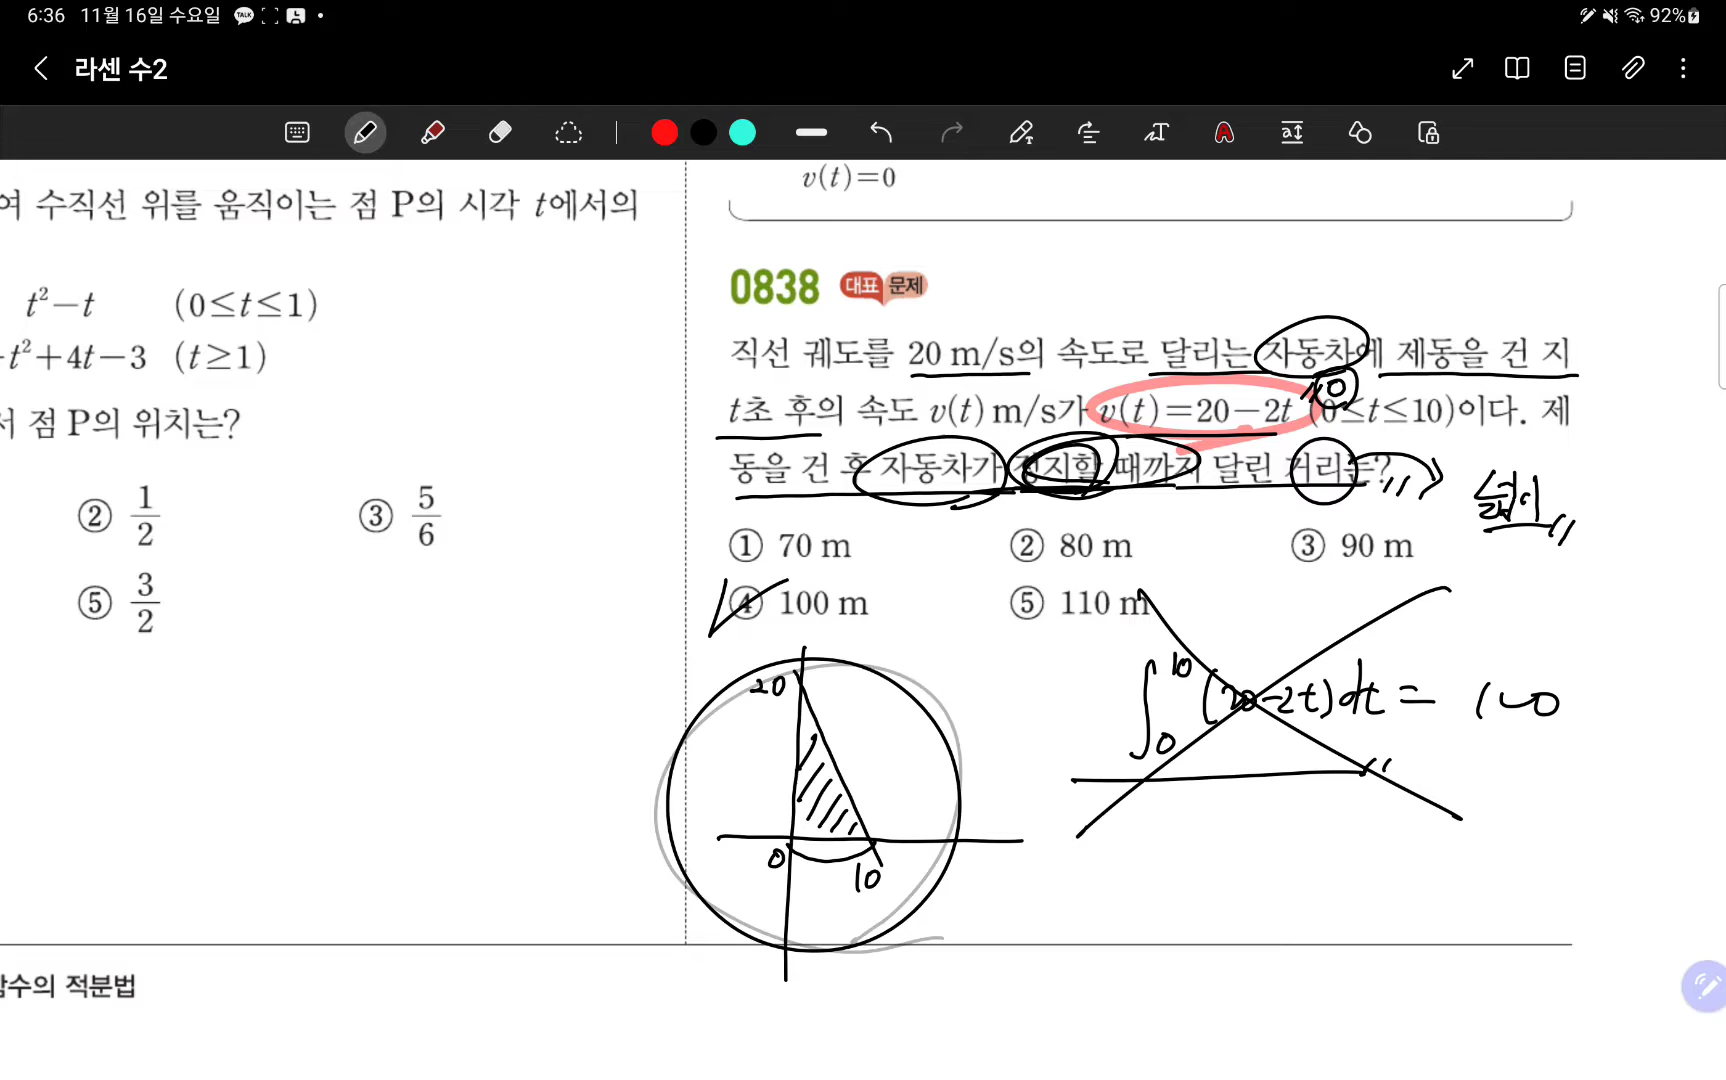 6:36 11월 16일 수요일 TALK
92%
라센 수2
v(t)=0
여 수직선 위를 움직이는 점 P의 시각 t에서의
t²-t (0≤t≤1)
-t²+4t-3 (t≥1)
서 점 P의 위치는?
② 1/2 ③ 5/6
⑤ 3/2
0838 대표 문제
직선 궤도를 20 m/s의 속도로 달리는 자동차에 제동을 건 지
t초 후의 속도 v(t) m/s가 v(t)=20-2t (0≤t≤10)이다. 제
동을 건 후 자동차가 정지할 때까지 달린 거리는?
0
넓이
① 70 m ② 80 m ③ 90 m
④ 100 m ⑤ 110 m
20
0
10
∫₀¹⁰ (20-2t)dt = 100
함수의 적분법